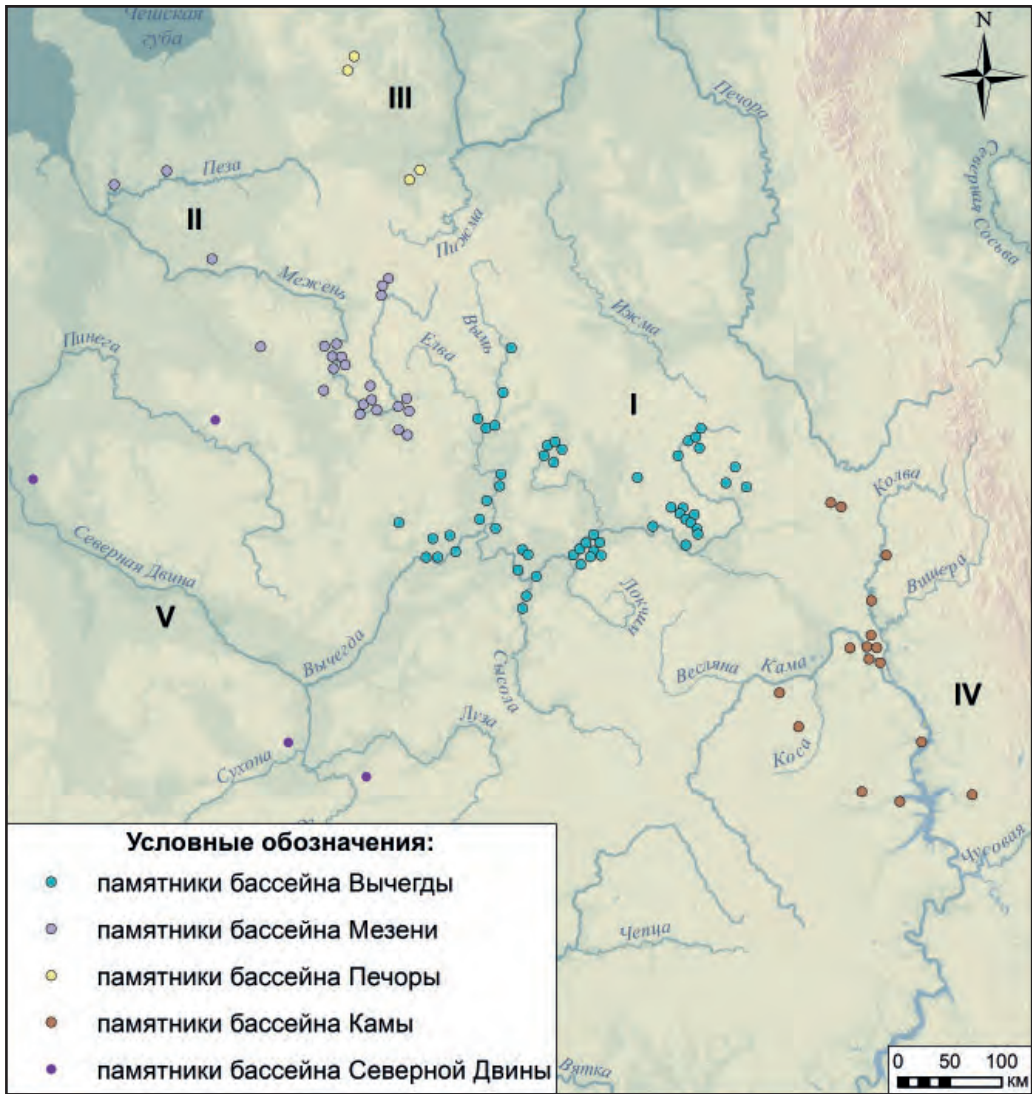 Чешская
губа
N
III
Печора
Северная Сосьва
Пеза
II
Пижма
Межень
Ижма
Пинега
Елва
Вымь
I
Колва
Вишера
Северная Двина
V
Локчим
Вычегда
Сысола
Весляна
Кама
IV
Луза
Коса
Сухона
Чусовая
Чепца
Вятка
Условные обозначения:
памятники бассейна Вычегды
памятники бассейна Мезени
памятники бассейна Печоры
памятники бассейна Камы
памятники бассейна Северной Двины
0 50 100
КМ